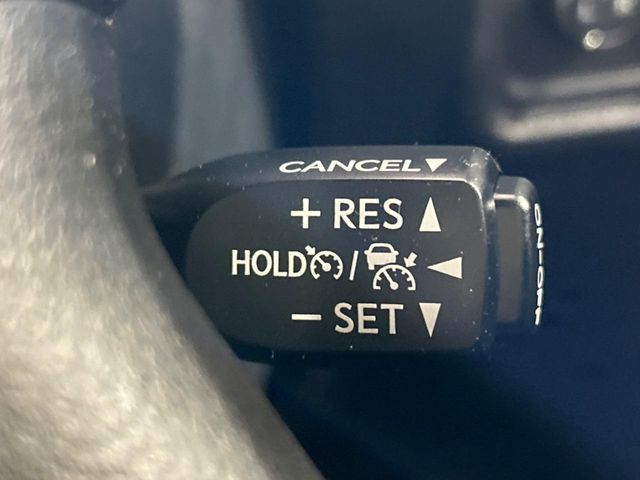 CANCEL▼
+ RES ▲
HOLD / ◀
− SET ▼
ON-OFF